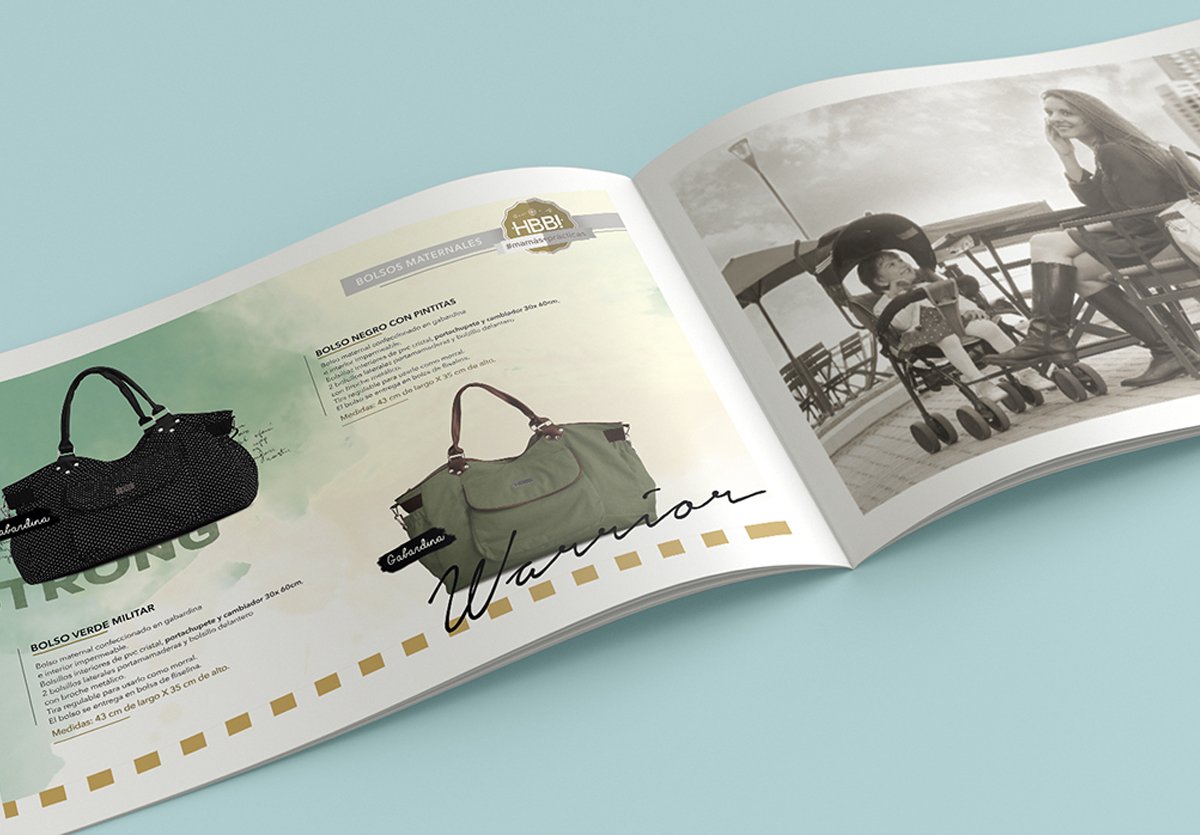 HBB!
#mamás+prácticas
BOLSOS MATERNALES
BOLSO NEGRO CON PINTITAS
Bolso maternal confeccionado en gabardina
e interior impermeable.
Bolsillos interiores de pvc cristal, portachupete y cambiador 30x 60cm.
2 bolsillos laterales portamamaderas y bolsillo delantero
con broche metálico.
Tira regulable para usarlo como morral.
El bolso se entrega en bolsa de fliselina.
Medidas: 43 cm de largo X 35 cm de alto.
Gabardina
STRONG
Gabardina
Warrior
BOLSO VERDE MILITAR
Bolso maternal confeccionado en gabardina
e interior impermeable.
Bolsillos interiores de pvc cristal, portachupete y cambiador 30x 60cm.
2 bolsillos laterales portamamaderas y bolsillo delantero
con broche metálico.
Tira regulable para usarlo como morral.
El bolso se entrega en bolsa de fliselina.
Medidas: 43 cm de largo X 35 cm de alto.